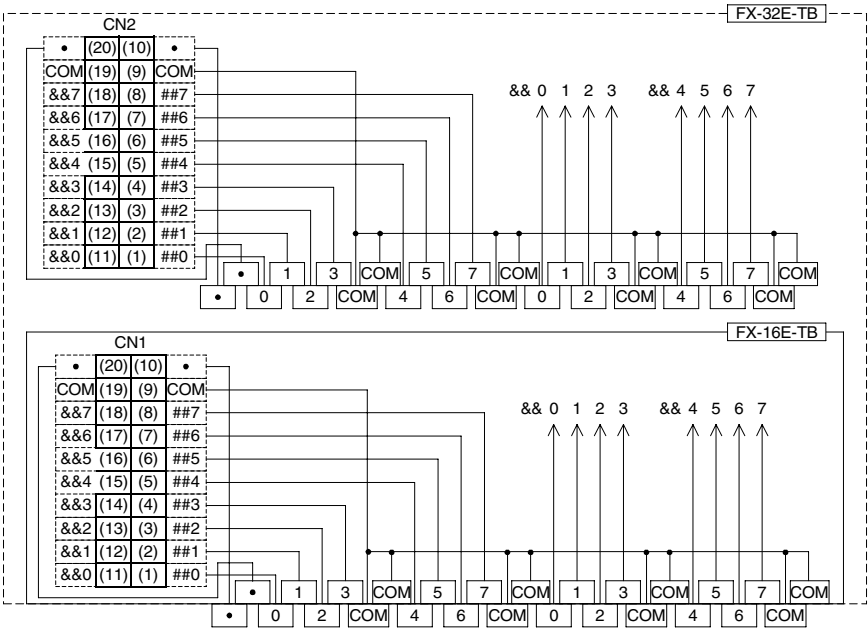 FX-32E-TB
CN2
• (20) (10) •
COM (19) (9) COM
&&7 (18) (8) ##7
&&6 (17) (7) ##6
&&5 (16) (6) ##5
&&4 (15) (5) ##4
&&3 (14) (4) ##3
&&2 (13) (3) ##2
&&1 (12) (2) ##1
&&0 (11) (1) ##0
&& 0 1 2 3 && 4 5 6 7
• 1 3 COM 5 7 COM 1 3 COM 5 7 COM
• 0 2 COM 4 6 COM 0 2 COM 4 6 COM
FX-16E-TB
CN1
• (20) (10) •
COM (19) (9) COM
&&7 (18) (8) ##7
&&6 (17) (7) ##6
&&5 (16) (6) ##5
&&4 (15) (5) ##4
&&3 (14) (4) ##3
&&2 (13) (3) ##2
&&1 (12) (2) ##1
&&0 (11) (1) ##0
&& 0 1 2 3 && 4 5 6 7
• 1 3 COM 5 7 COM 1 3 COM 5 7 COM
• 0 2 COM 4 6 COM 0 2 COM 4 6 COM